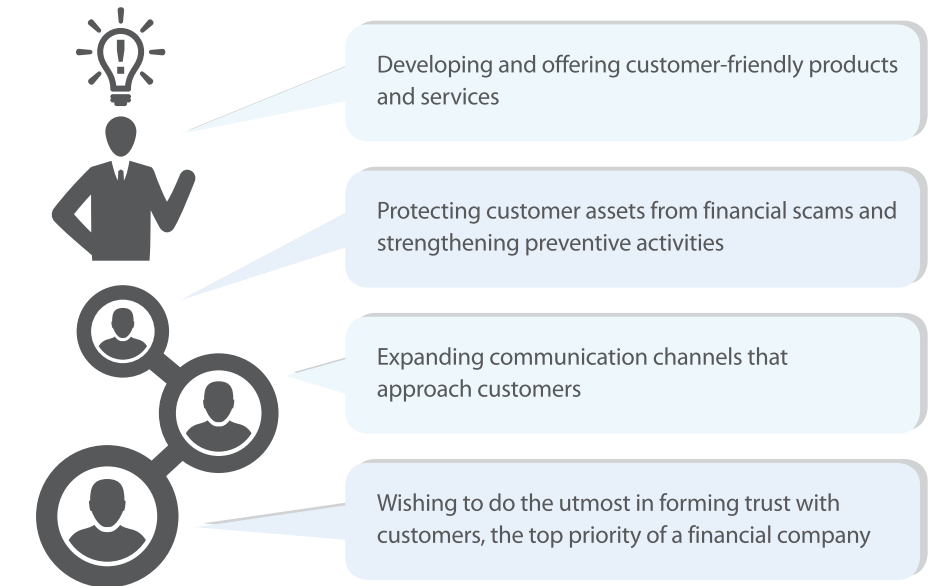 Developing and offering customer-friendly products
and services
Protecting customer assets from financial scams and
strengthening preventive activities
Expanding communication channels that
approach customers
Wishing to do the utmost in forming trust with
customers, the top priority of a financial company